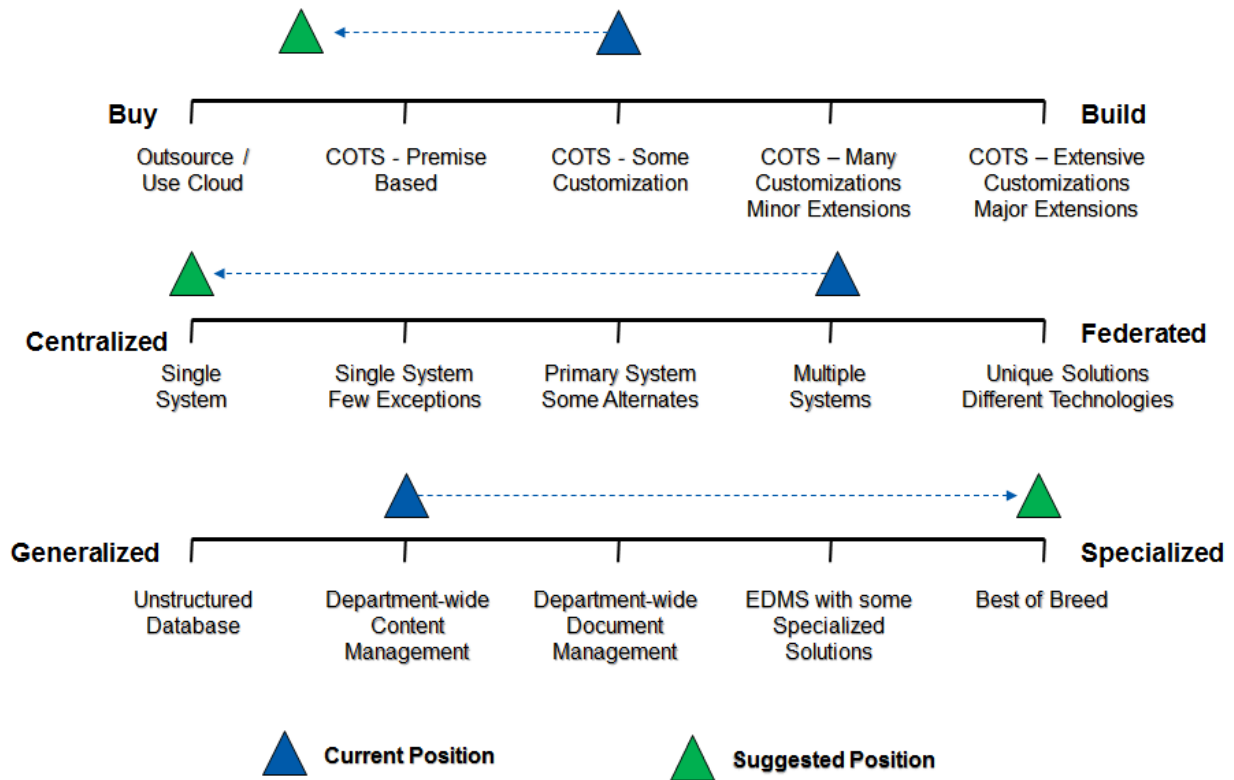 Buy
Build
Outsource /
Use Cloud
COTS - Premise
Based
COTS - Some
Customization
COTS – Many
Customizations
Minor Extensions
COTS – Extensive
Customizations
Major Extensions
Centralized
Federated
Single
System
Single System
Few Exceptions
Primary System
Some Alternates
Multiple
Systems
Unique Solutions
Different Technologies
Generalized
Specialized
Unstructured
Database
Department-wide
Content
Management
Department-wide
Document
Management
EDMS with some
Specialized
Solutions
Best of Breed
Current Position
Suggested Position